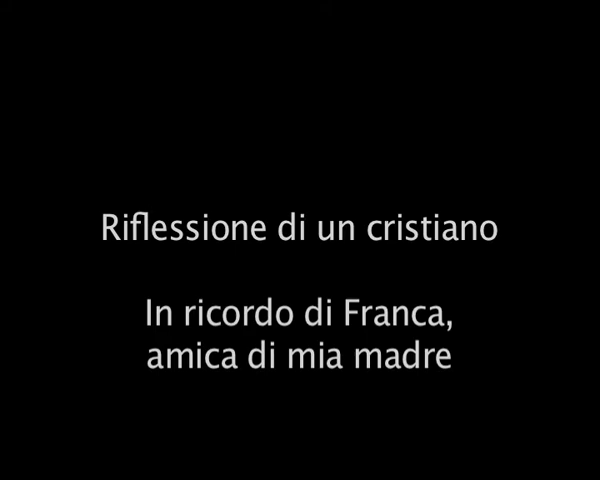 Riflessione di un cristiano
In ricordo di Franca,
amica di mia madre